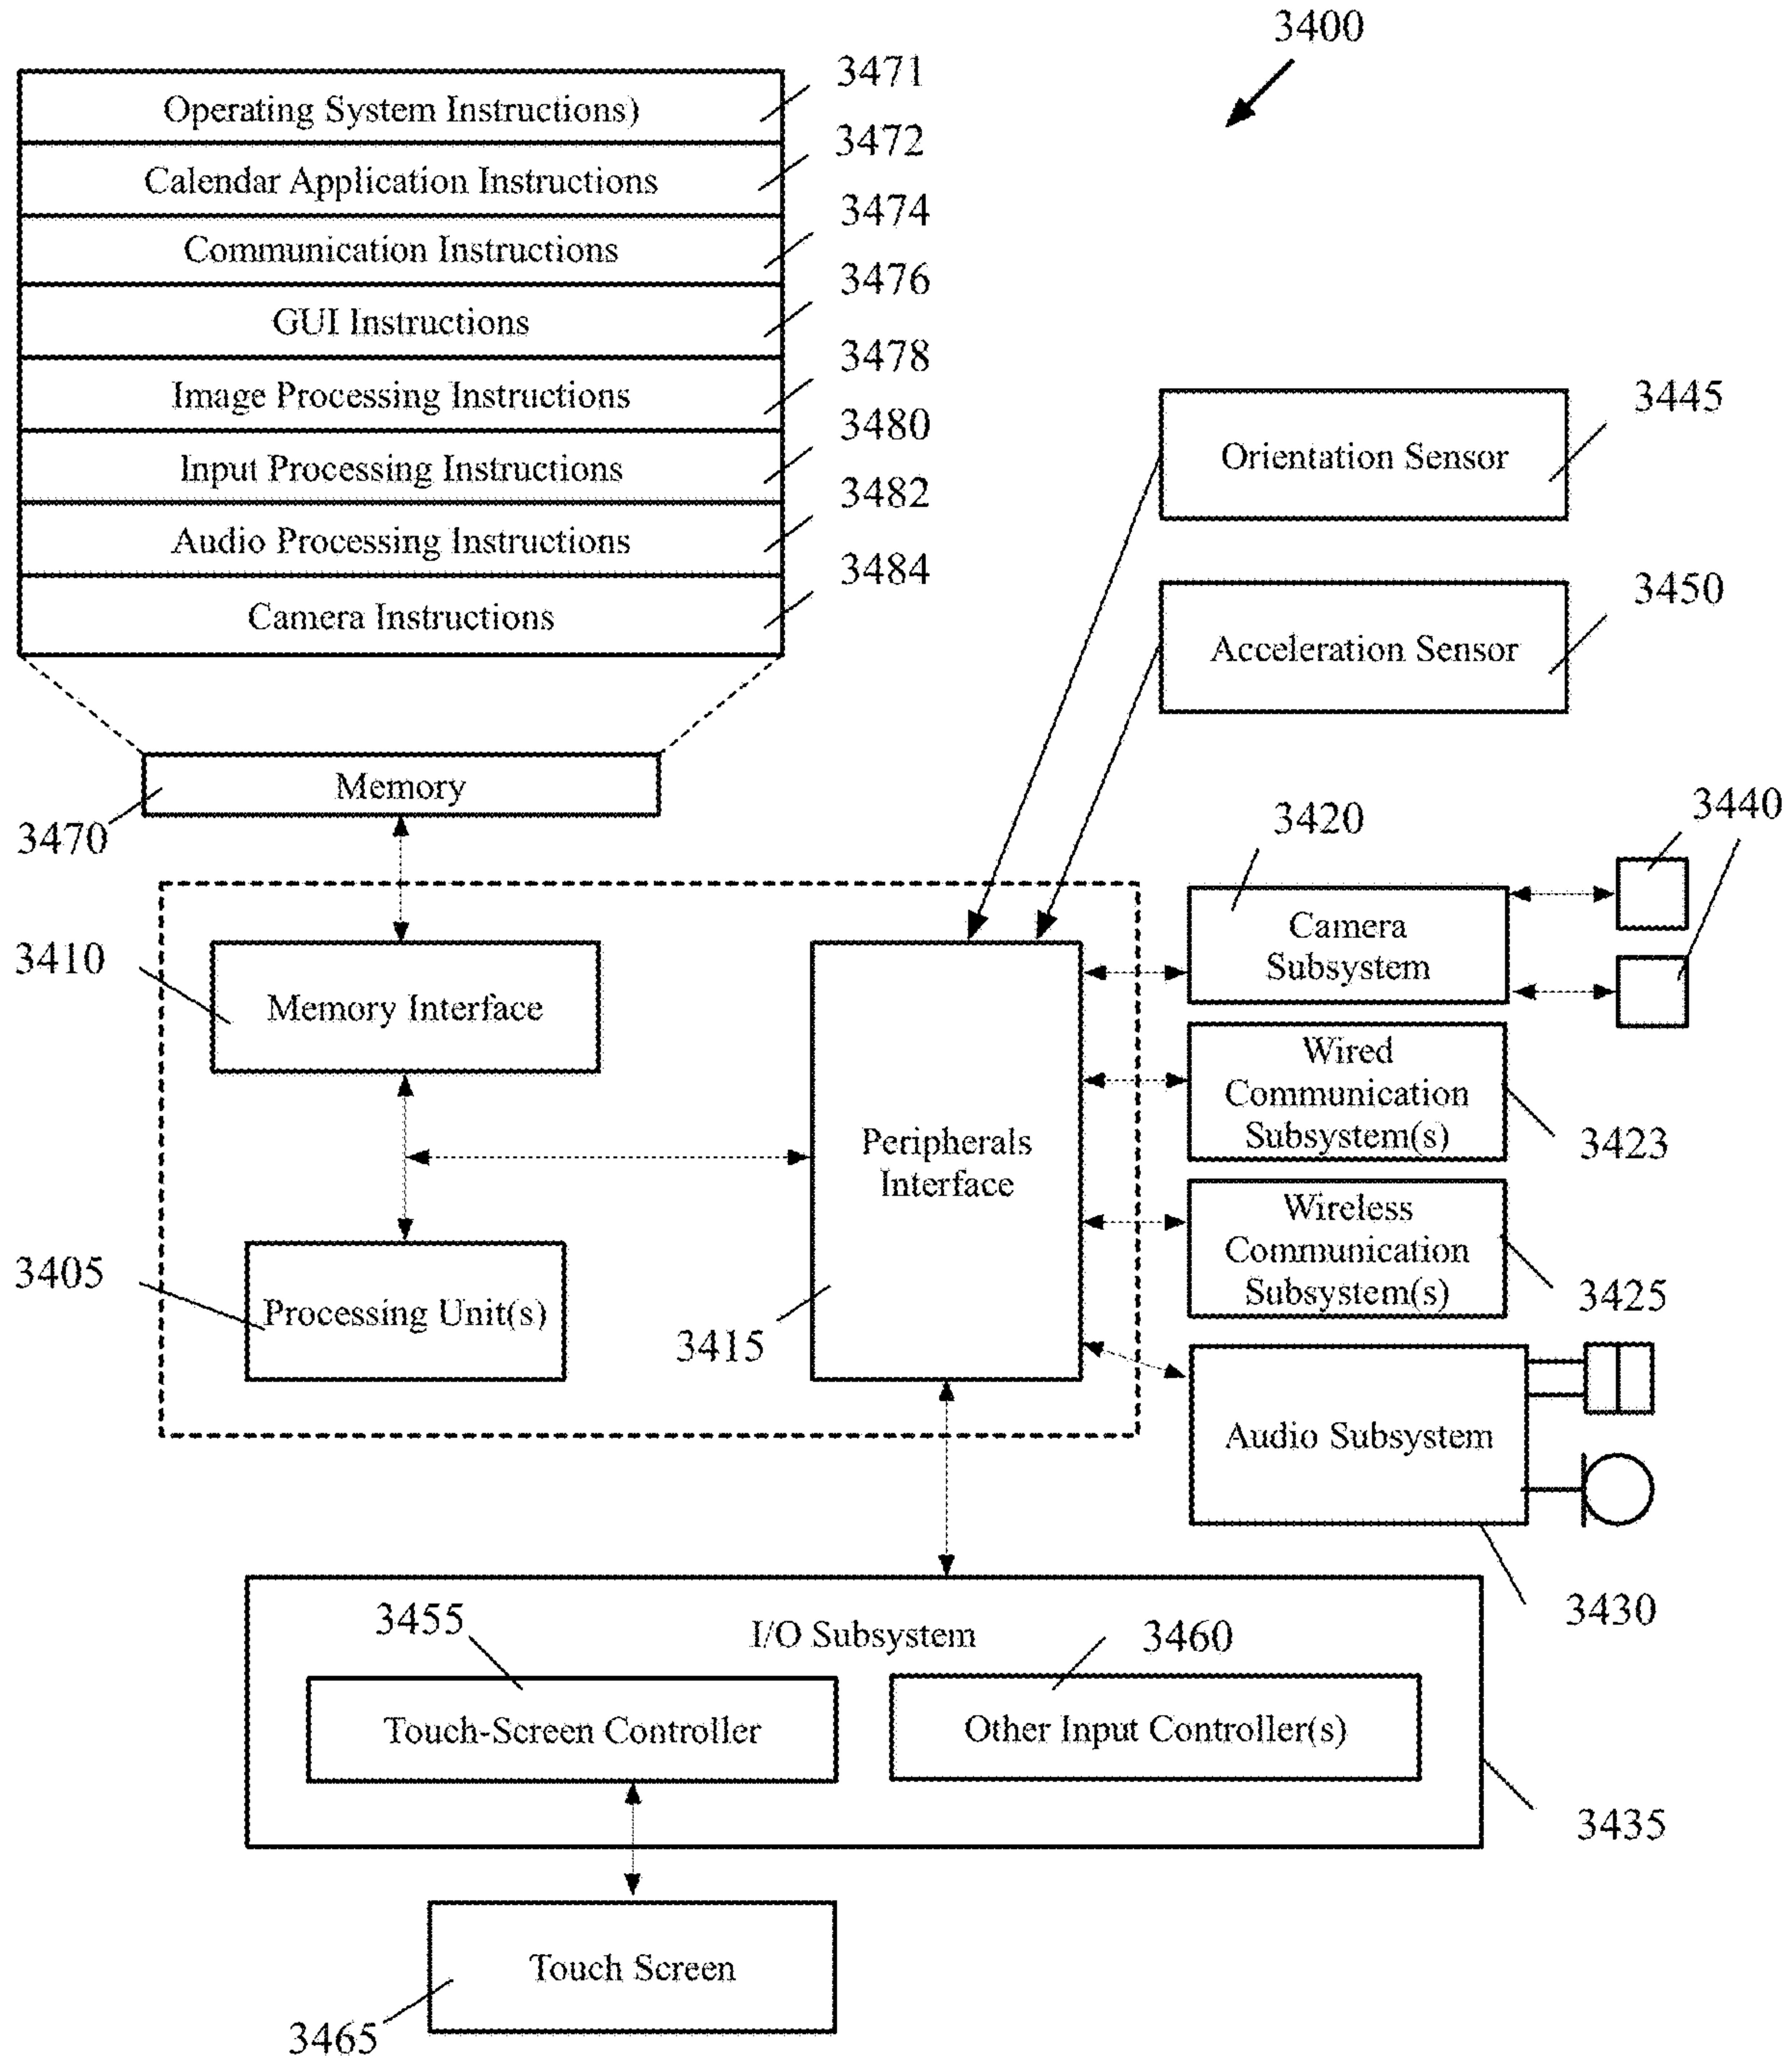 3400
Operating System Instructions)
3471
Calendar Application Instructions
3472
Communication Instructions
3474
GUI Instructions
3476
Image Processing Instructions
3478
Input Processing Instructions
3480
Audio Processing Instructions
3482
Camera Instructions
3484
Orientation Sensor
3445
Acceleration Sensor
3450
Memory
3470
3420
3440
Camera
Subsystem
3410
Memory Interface
Wired
Communication
Subsystem(s)
3423
Peripherals
Interface
3415
Wireless
Communication
Subsystem(s)
3425
3405
Processing Unit(s)
Audio Subsystem
3430
I/O Subsystem
3455
Touch-Screen Controller
3460
Other Input Controller(s)
3435
Touch Screen
3465